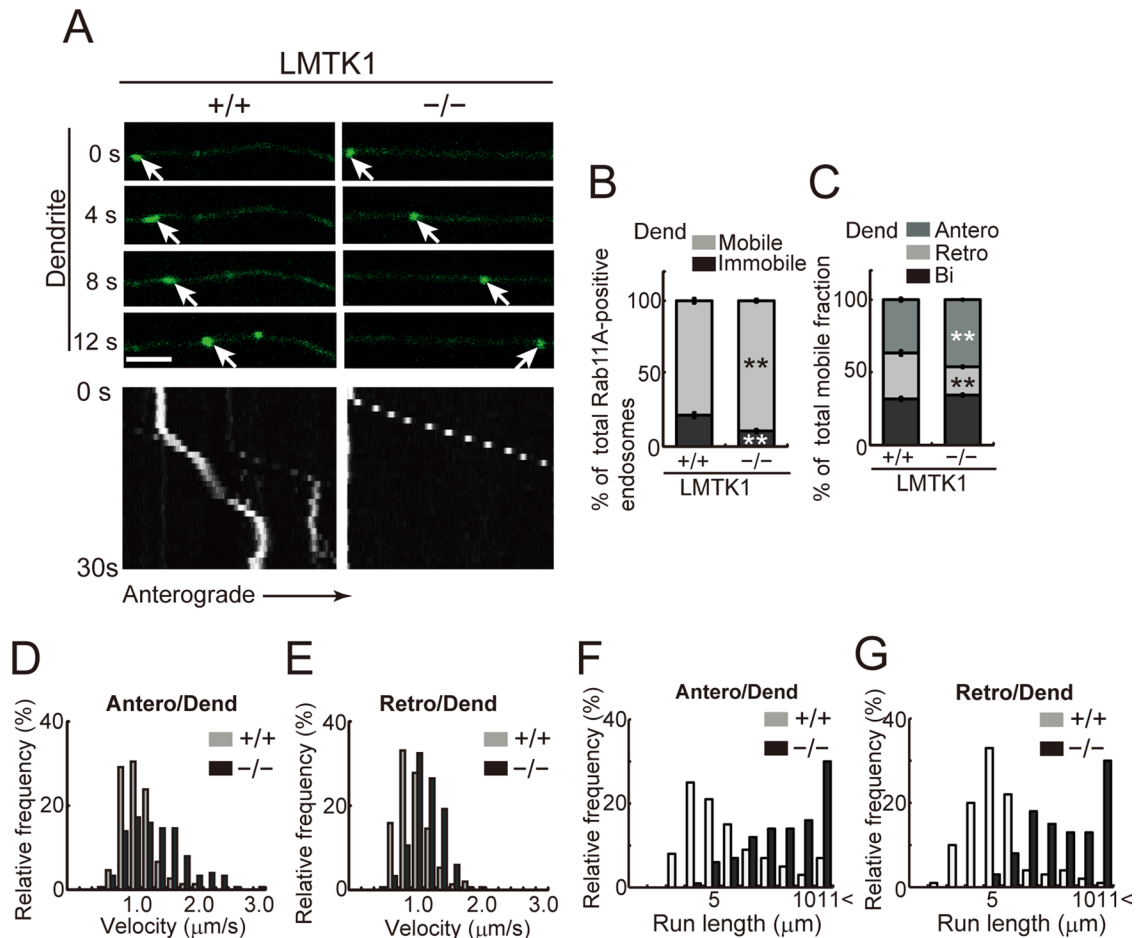 A
LMTK1
+/+
−/−
Dendrite
0 s
4 s
8 s
12 s
0 s
30s
Anterograde
B
Dend
Mobile
Immobile
% of total Rab11A-positive
endosomes
100
50
0
**
**
+/+
−/−
LMTK1
C
Dend
Antero
Retro
Bi
% of total mobile fraction
100
50
0
**
**
+/+
−/−
LMTK1
D
Antero/Dend
Relative frequency (%)
40
20
0
+/+
−/−
1.0 2.0 3.0
Velocity (μm/s)
E
Retro/Dend
Relative frequency (%)
40
20
0
+/+
−/−
1.0 2.0 3.0
Velocity (μm/s)
F
Antero/Dend
Relative frequency (%)
40
20
0
+/+
−/−
5 1011<
Run length (μm)
G
Retro/Dend
Relative frequency (%)
40
20
0
+/+
−/−
5 1011<
Run length (μm)